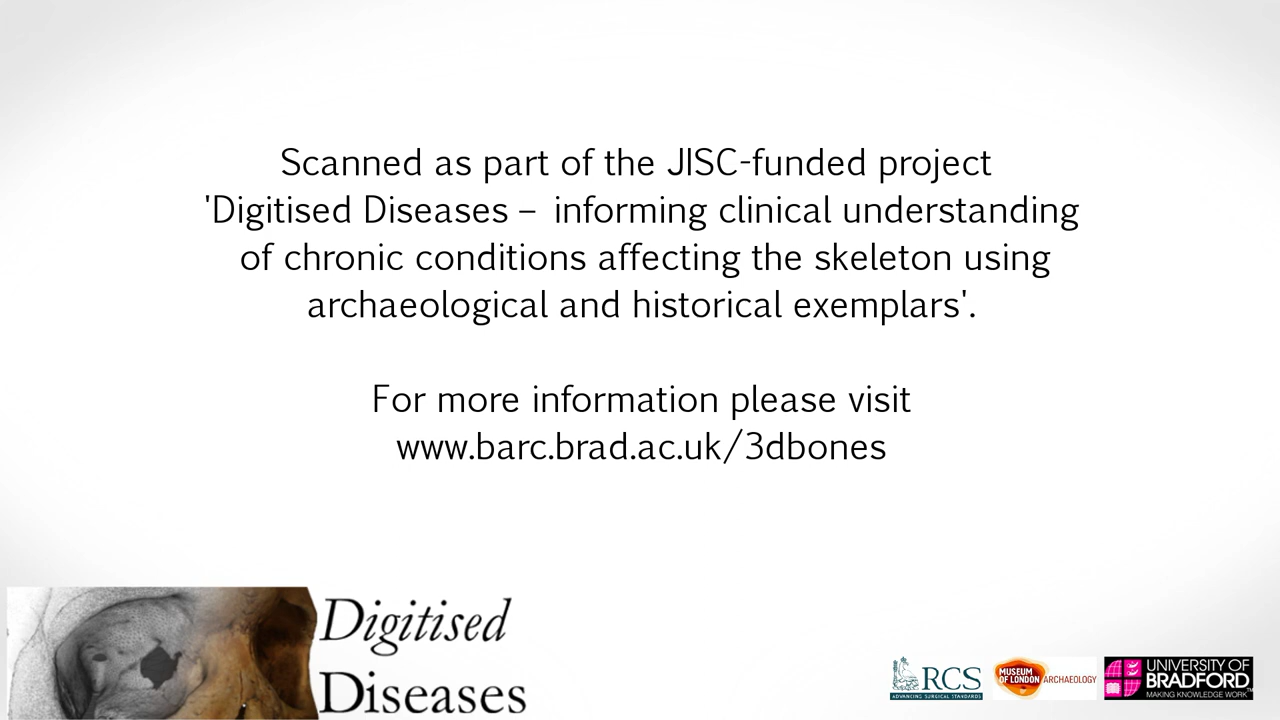 Scanned as part of the JISC-funded project
'Digitised Diseases – informing clinical understanding
of chronic conditions affecting the skeleton using
archaeological and historical exemplars'.
For more information please visit
www.barc.brad.ac.uk/3dbones
Digitised
Diseases
RCS
ADVANCING SURGICAL STANDARDS
MUSEUM
OF LONDON ARCHAEOLOGY
UNIVERSITY OF
BRADFORD
MAKING KNOWLEDGE WORK™